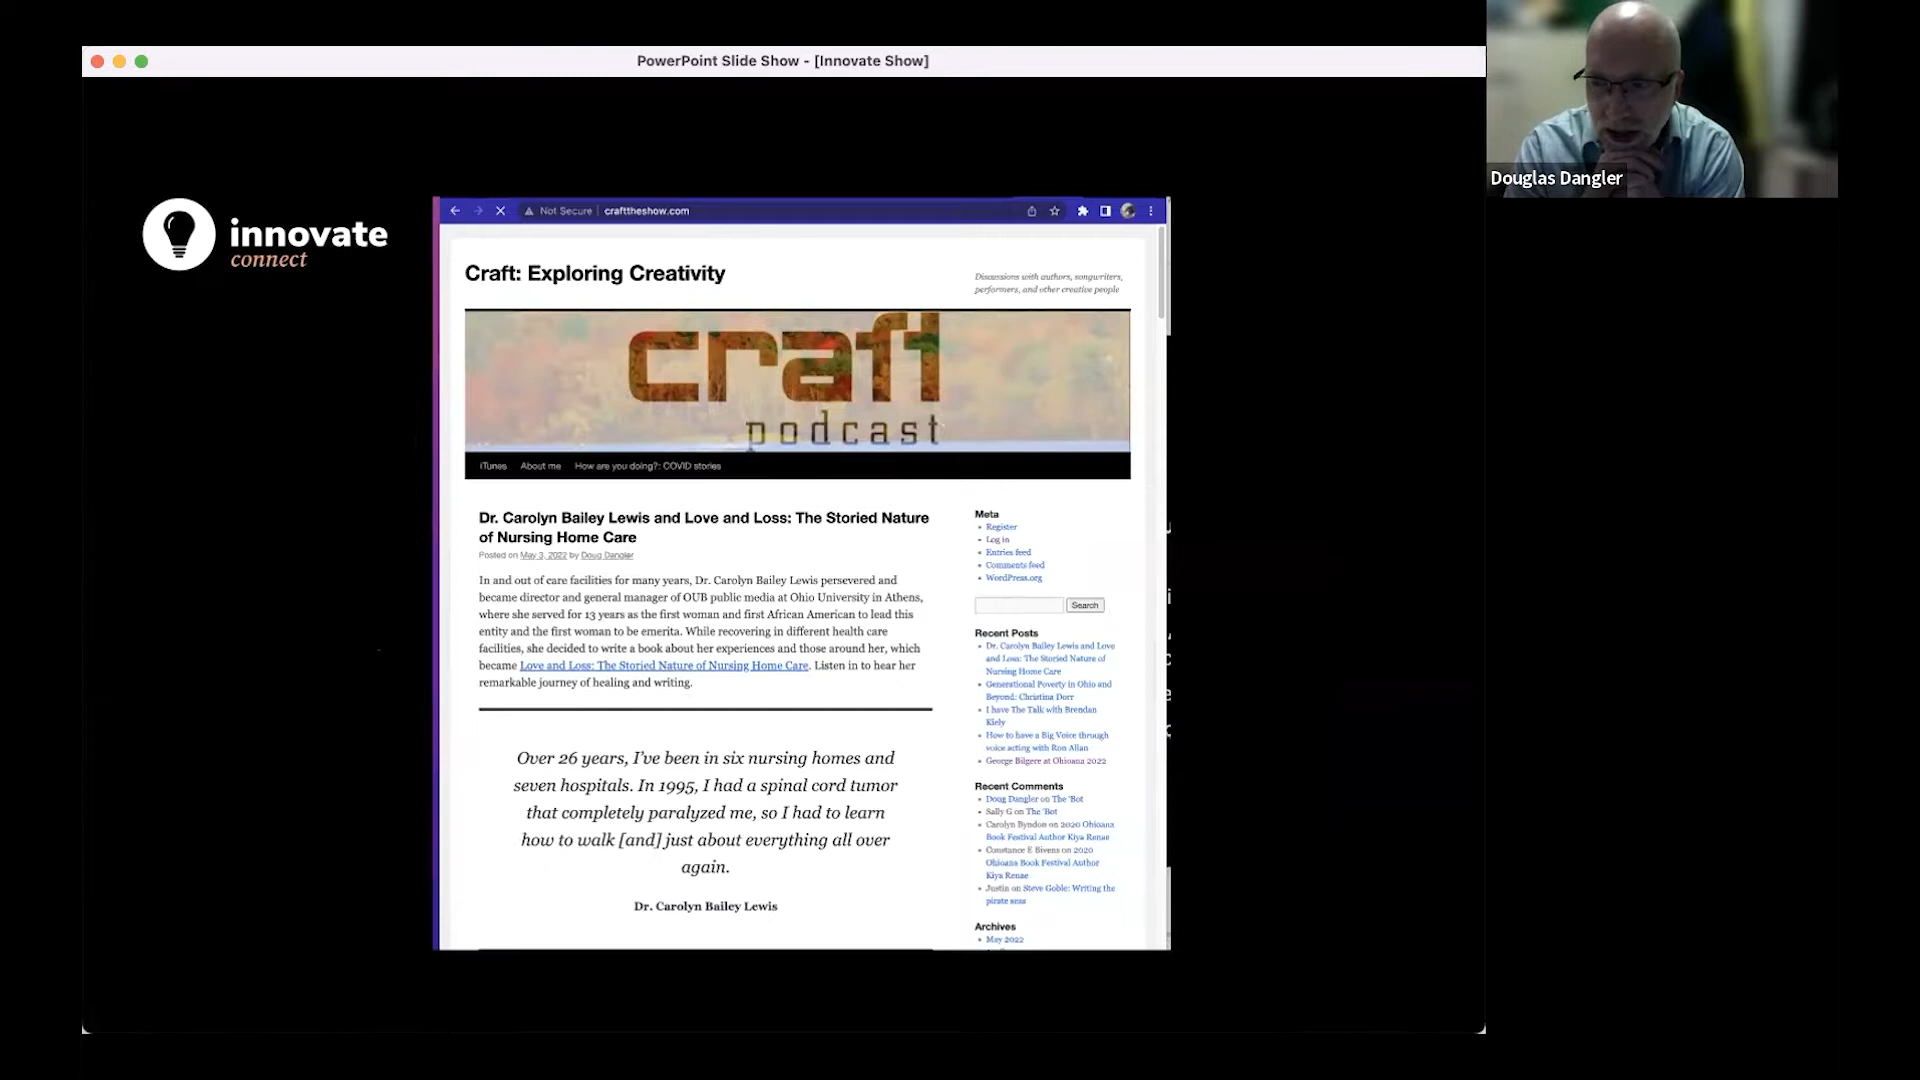 PowerPoint Slide Show - [Innovate Show]
Douglas Dangler
innovate
connect
Not Secure | crafttheshow.com
Craft: Exploring Creativity
Discussions with authors, songwriters,
performers, and other creative people
craft
podcast
iTunes About me How are you doing?: COVID stories
Dr. Carolyn Bailey Lewis and Love and Loss: The Storied Nature
of Nursing Home Care
Posted on May 3, 2022 by Doug Dangler
In and out of care facilities for many years, Dr. Carolyn Bailey Lewis persevered and
became director and general manager of OUB public media at Ohio University in Athens,
where she served for 13 years as the first woman and first African American to lead this
entity and the first woman to be emerita. While recovering in different health care
facilities, she decided to write a book about her experiences and those around her, which
became Love and Loss: The Storied Nature of Nursing Home Care. Listen in to hear her
remarkable journey of healing and writing.
Over 26 years, I've been in six nursing homes and
seven hospitals. In 1995, I had a spinal cord tumor
that completely paralyzed me, so I had to learn
how to walk [and] just about everything all over
again.
Dr. Carolyn Bailey Lewis
Meta
Register
Log in
Entries feed
Comments feed
WordPress.org
Search
Recent Posts
Dr. Carolyn Bailey Lewis and Love
and Loss: The Storied Nature of
Nursing Home Care
Generational Poverty in Ohio and
Beyond: Christina Dorr
I have The Talk with Brendan
Kiely
How to have a Big Voice through
voice acting with Ron Allan
George Bilgere at Ohioana 2022
Recent Comments
Doug Dangler on The 'Bot
Sally G on The 'Bot
Carolyn Byndon on 2020 Ohioana
Book Festival Author Kiya Renae
Constance E Bivens on 2020
Ohioana Book Festival Author
Kiya Renae
Justin on Steve Goble: Writing the
pirate seas
Archives
May 2022